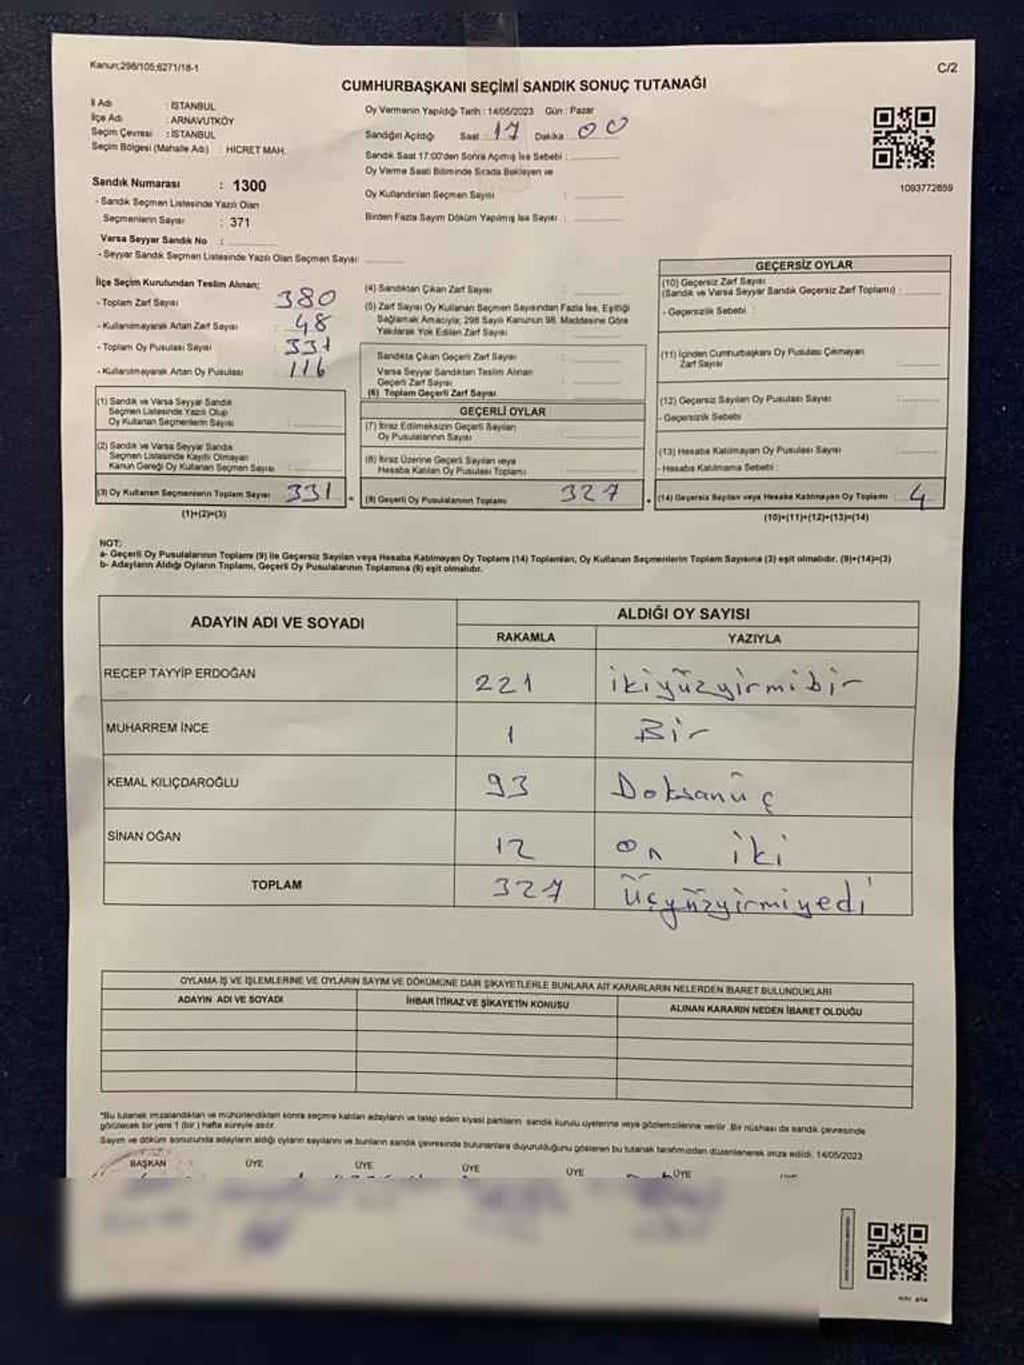 Kanun;298/105;6271/18-1
C/2
CUMHURBAŞKANI SEÇİMİ SANDIK SONUÇ TUTANAĞI
İl Adı : İSTANBUL
İlçe Adı : ARNAVUTKÖY
Seçim Çevresi : İSTANBUL
Seçim Bölgesi (Mahalle Adı) : HİCRET MAH.
Oy Vermenin Yapıldığı Tarih : 14/05/2023 Gün : Pazar
Sandığın Açıldığı Saat : 17 Dakika : 00
Sandık Saat 17:00'den Sonra Açımış İse Sebebi :
Oy Verme Saati Bitiminde Sırada Bekleyen ve
Oy Kullandırılan Seçmen Sayısı :
Birden Fazla Sayım Döküm Yapılmış İse Sayısı :
1093772659
Sandık Numarası : 1300
- Sandık Seçmen Listesinde Yazılı Olan
Seçmenlerin Sayısı : 371
Varsa Seyyar Sandık No :
- Seyyar Sandık Seçmen Listesinde Yazılı Olan Seçmen Sayısı:
İlçe Seçim Kurulundan Teslim Alınan;
- Toplam Zarf Sayısı : 380
- Kullanılmayarak Artan Zarf Sayısı : 48
- Toplam Oy Pusulası Sayısı : 331
- Kullanılmayarak Artan Oy Pusulası : 116
(1) Sandık ve Varsa Seyyar Sandık
Seçmen Listesinde Yazılı Olup
Oy Kullanan Seçmenlerin Sayısı :
(2) Sandık ve Varsa Seyyar Sandık
Seçmen Listesinde Kayıtlı Olmayan
Kanun Gereği Oy Kullanan Seçmen Sayısı :
(3) Oy Kullanan Seçmenlerin Toplam Sayısı : 331 =
(1)+(2)=(3)
(4) Sandıktan Çıkan Zarf Sayısı :
(5) Zarf Sayısı Oy Kullanan Seçmen Sayısından Fazla İse, Eşitliği
Sağlamak Amacıyla; 298 Sayılı Kanunun 98. Maddesine Göre
Yakılarak Yok Edilen Zarf Sayısı :
Sandıkta Çıkan Geçerli Zarf Sayısı :
Varsa Seyyar Sandıktan Teslim Alınan
Geçerli Zarf Sayısı :
(6) Toplam Geçerli Zarf Sayısı :
GEÇERLİ OYLAR
(7) İtiraz Edilmeksizin Geçerli Sayılan
Oy Pusulalarının Sayısı :
(8) İtiraz Üzerine Geçerli Sayılan veya
Hesaba Katılan Oy Pusulaları Toplamı :
(9) Geçerli Oy Pusulalarının Toplamı : 327 +
GEÇERSİZ OYLAR
(10) Geçersiz Zarf Sayısı
(Sandık ve Varsa Seyyar Sandık Geçersiz Zarf Toplamı) :
- Geçersizlik Sebebi :
(11) İçinden Cumhurbaşkanı Oy Pusulası Çıkmayan
Zarf Sayısı :
(12) Geçersiz Sayılan Oy Pusulası Sayısı :
- Geçersizlik Sebebi :
(13) Hesaba Katılmayan Oy Pusulası Sayısı :
- Hesaba Katılmama Sebebi :
(14) Geçersiz Sayılan veya Hesaba Katılmayan Oy Toplamı : 4
(10)+(11)+(12)+(13)=(14)
NOT:
a- Geçerli Oy Pusulalarının Toplamı (9) ile Geçersiz Sayılan veya Hesaba Katılmayan Oy Toplamı (14) Toplamları, Oy Kullanan Seçmenlerin Toplam Sayısına (3) eşit olmalıdır. (9)+(14)=(3)
b- Adayların Aldığı Oyların Toplamı, Geçerli Oy Pusulalarının Toplamına (9) eşit olmalıdır.
ADAYIN ADI VE SOYADI
ALDIĞI OY SAYISI
RAKAMLA YAZIYLA
RECEP TAYYİP ERDOĞAN 221 ikiyüzyirmibir
MUHARREM İNCE 1 Bir
KEMAL KILIÇDAROĞLU 93 Doksanüç
SİNAN OĞAN 12 on iki
TOPLAM 327 üçyüzyirmiyedi
OYLAMA İŞ VE İŞLEMLERİNE VE OYLARIN SAYIM VE DÖKÜMÜNE DAİR ŞİKAYETLERLE BUNLARA AİT KARARLARIN NELERDEN İBARET BULUNDUKLARI
ADAYIN ADI VE SOYADI İHBAR İTİRAZ VE ŞİKAYETİN KONUSU ALINAN KARARIN NEDEN İBARET OLDUĞU
*Bu tutanak imzalandıktan ve mühürlendikten sonra seçime katılan adayların ve talep eden siyasi partilerin sandık kurulu üyelerine veya gözlemcilerine verilir. Bir nüshası da sandık çevresinde
görülecek bir yere 1 (bir) hafta süreyle asılır.
Sayım ve döküm sonucunda adayların aldığı oyların sayılarını ve bunların sandık çevresinde bulunanlara duyurulduğunu gösteren bu tutanak tarafımızdan düzenlenerek imza edildi. 14/05/2023
BAŞKAN ÜYE ÜYE ÜYE ÜYE ÜYE